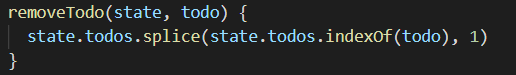 removeTodo(state, todo) {
  state.todos.splice(state.todos.indexOf(todo), 1)
}